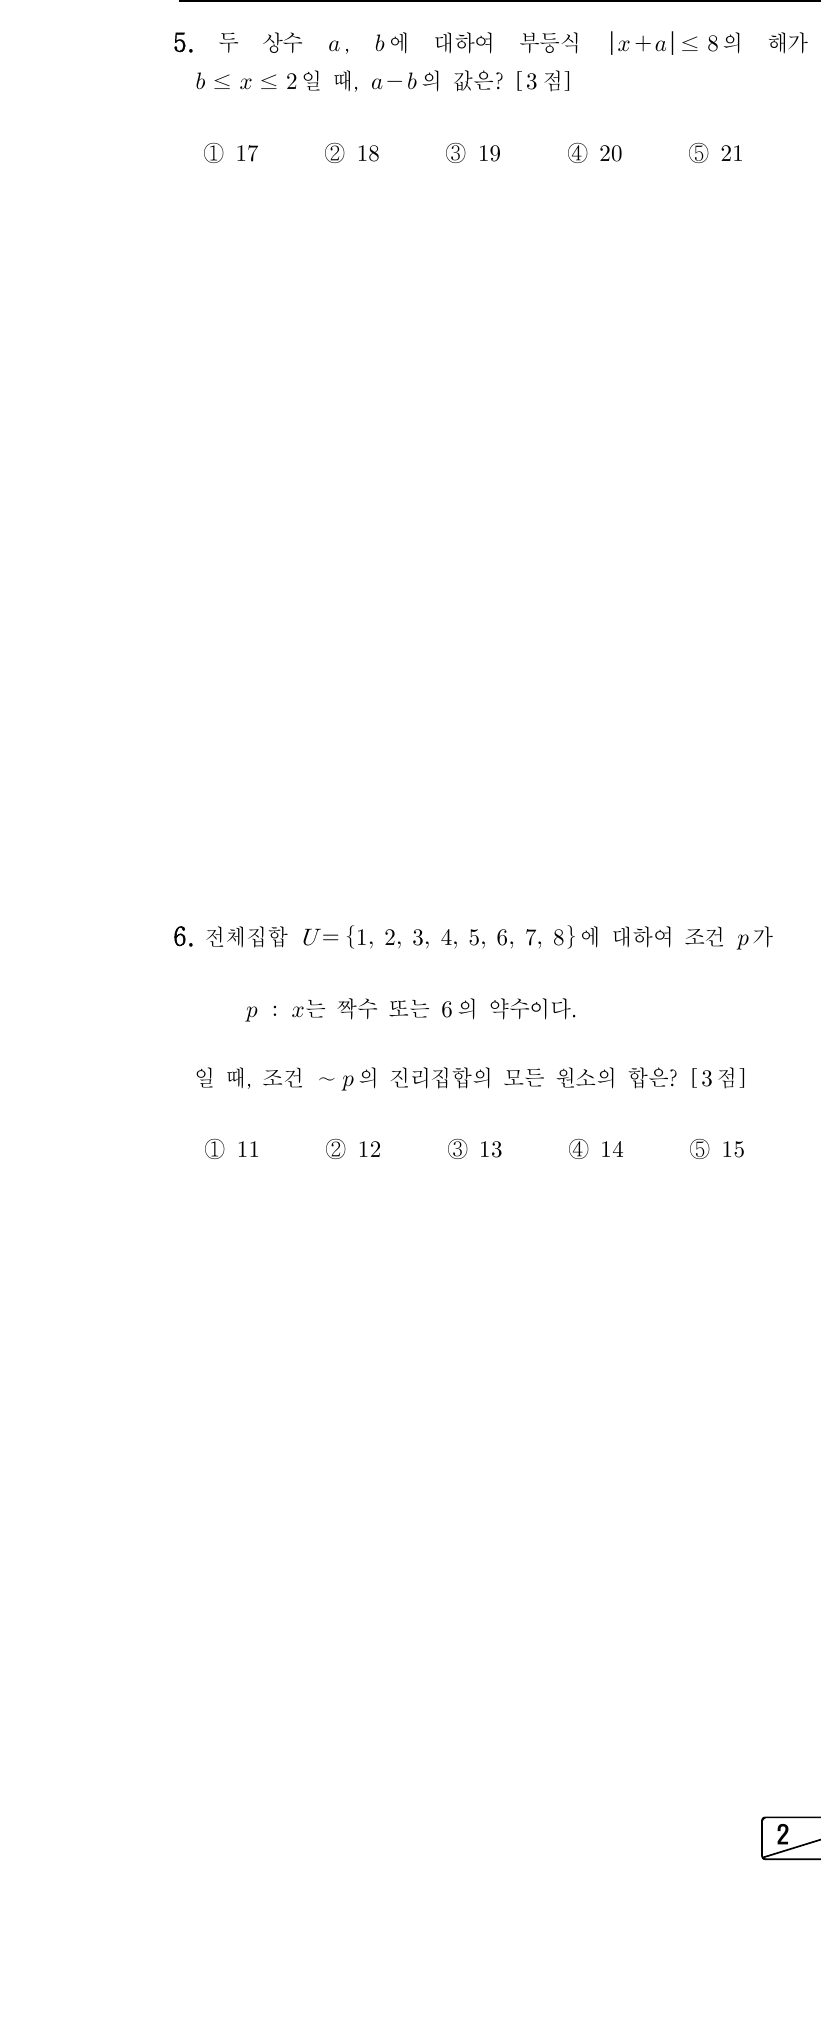 5. 두 상수 a, b에 대하여 부등식 |x+a| ≤ 8의 해가
b ≤ x ≤ 2일 때, a-b의 값은? [3점]
① 17 ② 18 ③ 19 ④ 20 ⑤ 21
6. 전체집합 U={1, 2, 3, 4, 5, 6, 7, 8}에 대하여 조건 p가
p : x는 짝수 또는 6의 약수이다.
일 때, 조건 ~p의 진리집합의 모든 원소의 합은? [3점]
① 11 ② 12 ③ 13 ④ 14 ⑤ 15
2